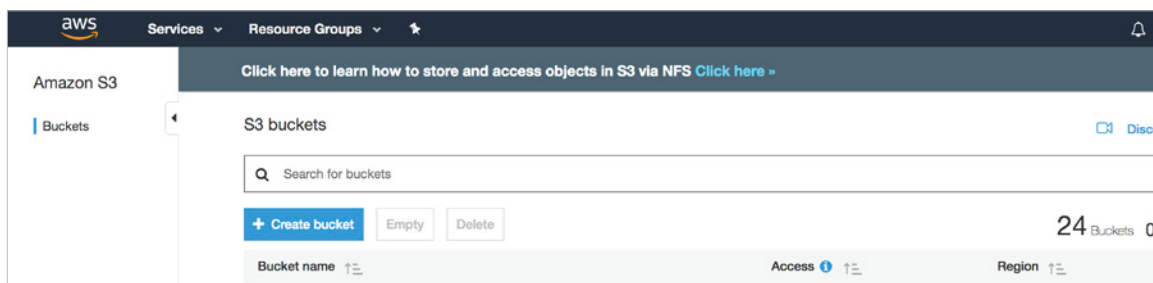 aws Services Resource Groups
Amazon S3
Buckets
Click here to learn how to store and access objects in S3 via NFS Click here »
S3 buckets
Disc
Search for buckets
+ Create bucket Empty Delete
24 Buckets 0
Bucket name Access Region